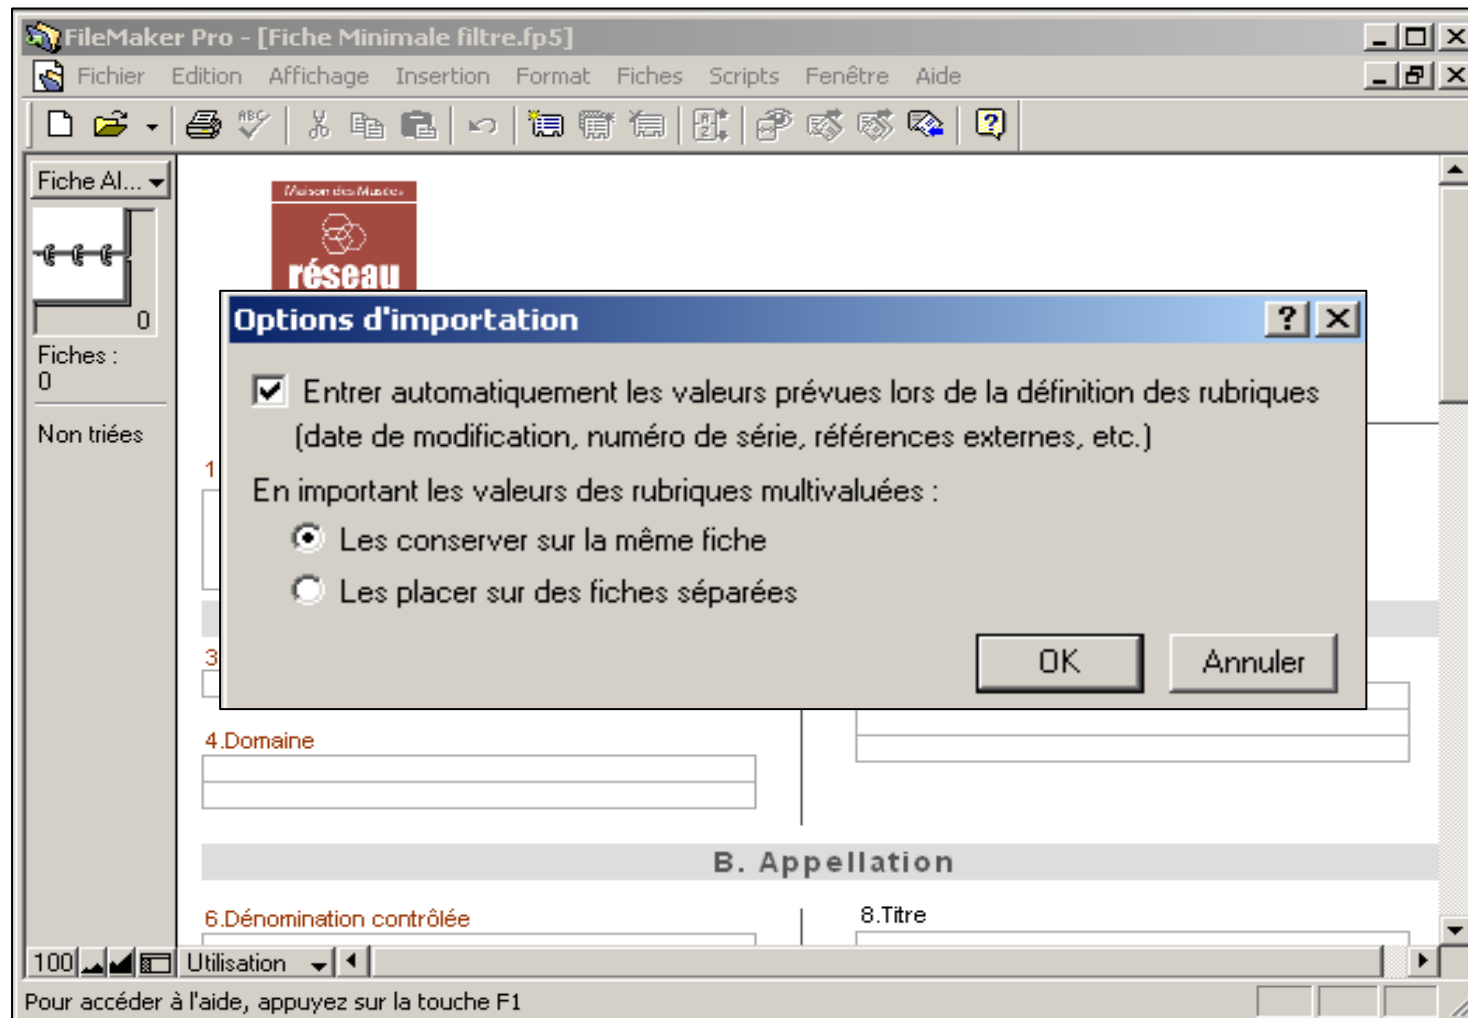 FileMaker Pro - [Fiche Minimale filtre.fp5]
Fichier Edition Affichage Insertion Format Fiches Scripts Fenêtre Aide
Fiche Al...
0
Fiches :
0
Non triées
Maison des Musées
réseau
Options d'importation
Entrer automatiquement les valeurs prévues lors de la définition des rubriques
(date de modification, numéro de série, références externes, etc.)
En important les valeurs des rubriques multivaluées :
Les conserver sur la même fiche
Les placer sur des fiches séparées
OK Annuler
1
3
4.Domaine
B. Appellation
6.Dénomination contrôlée
8.Titre
100 Utilisation
Pour accéder à l'aide, appuyez sur la touche F1